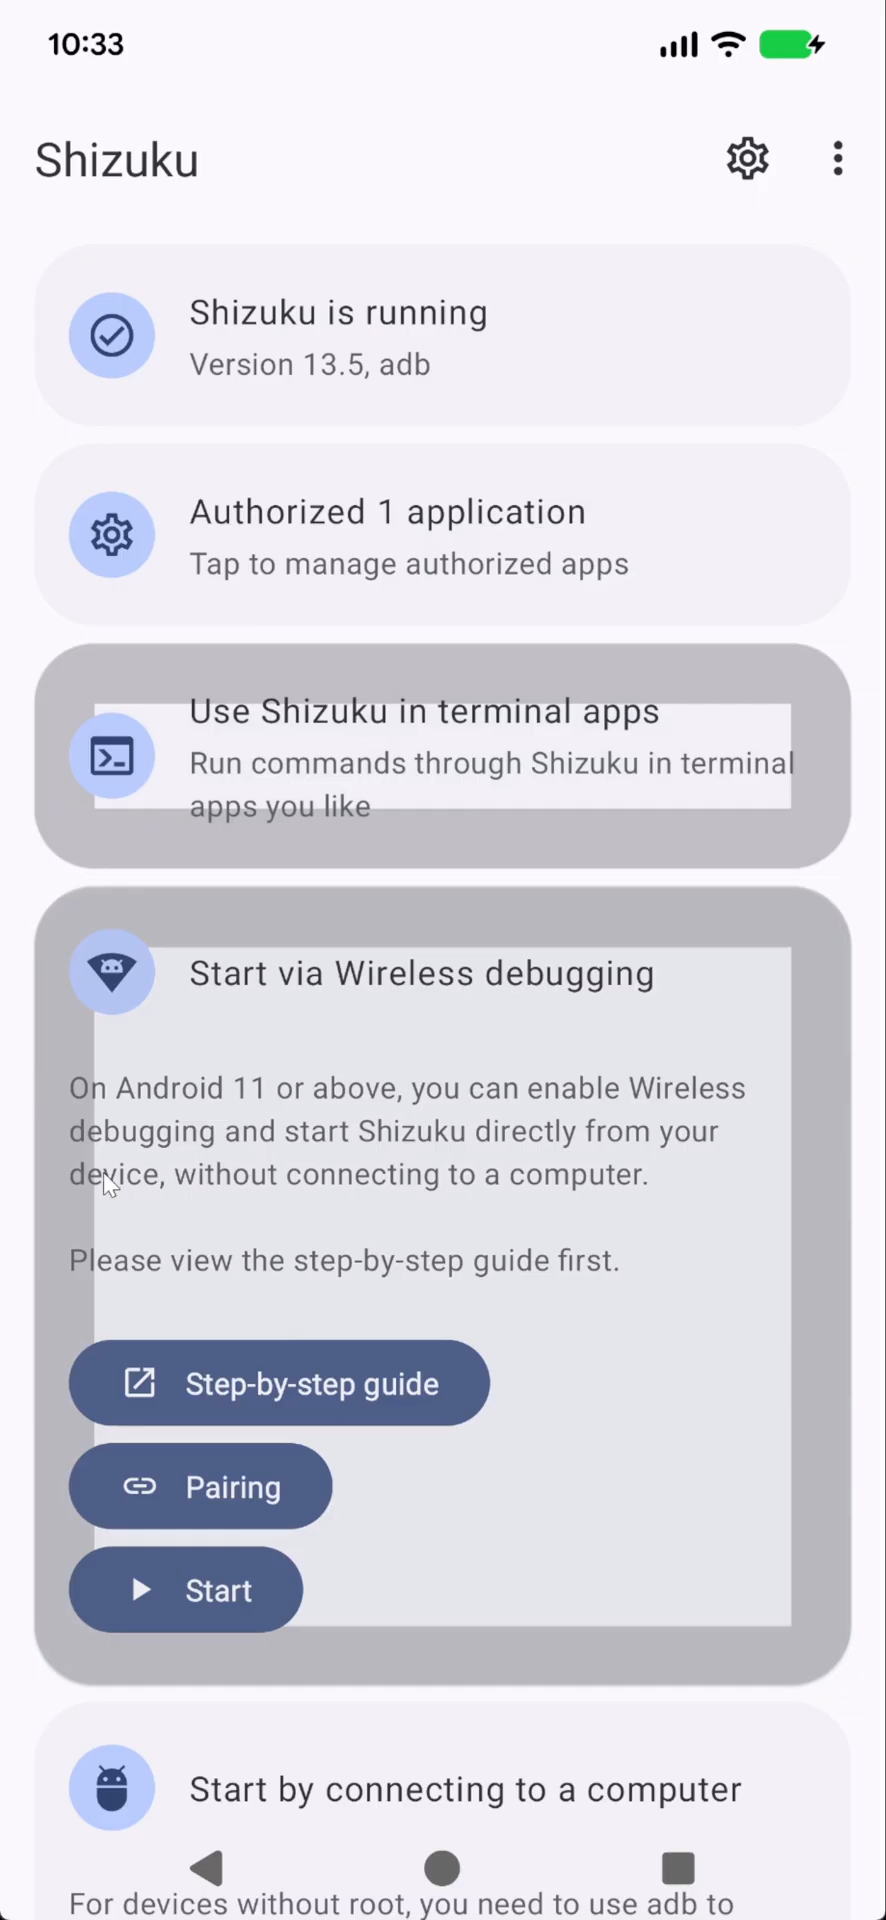 10:33
Shizuku
Shizuku is running
Version 13.5, adb
Authorized 1 application
Tap to manage authorized apps
Use Shizuku in terminal apps
Run commands through Shizuku in terminal
apps you like
Start via Wireless debugging
On Android 11 or above, you can enable Wireless
debugging and start Shizuku directly from your
device, without connecting to a computer.
Please view the step-by-step guide first.
Step-by-step guide
Pairing
Start
Start by connecting to a computer
For devices without root, you need to use adb to